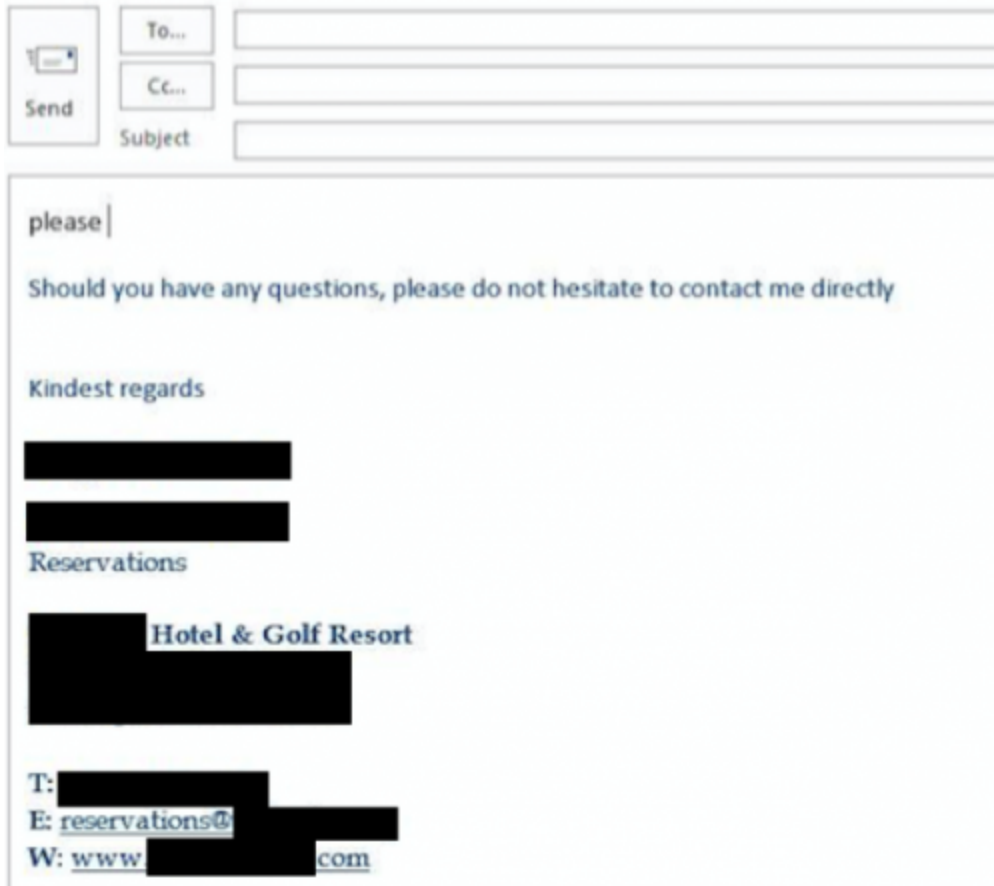 To...
Send
Cc...
Subject
please
Should you have any questions, please do not hesitate to contact me directly
Kindest regards
Reservations
Hotel & Golf Resort
T:
E: reservations@
W: www. com